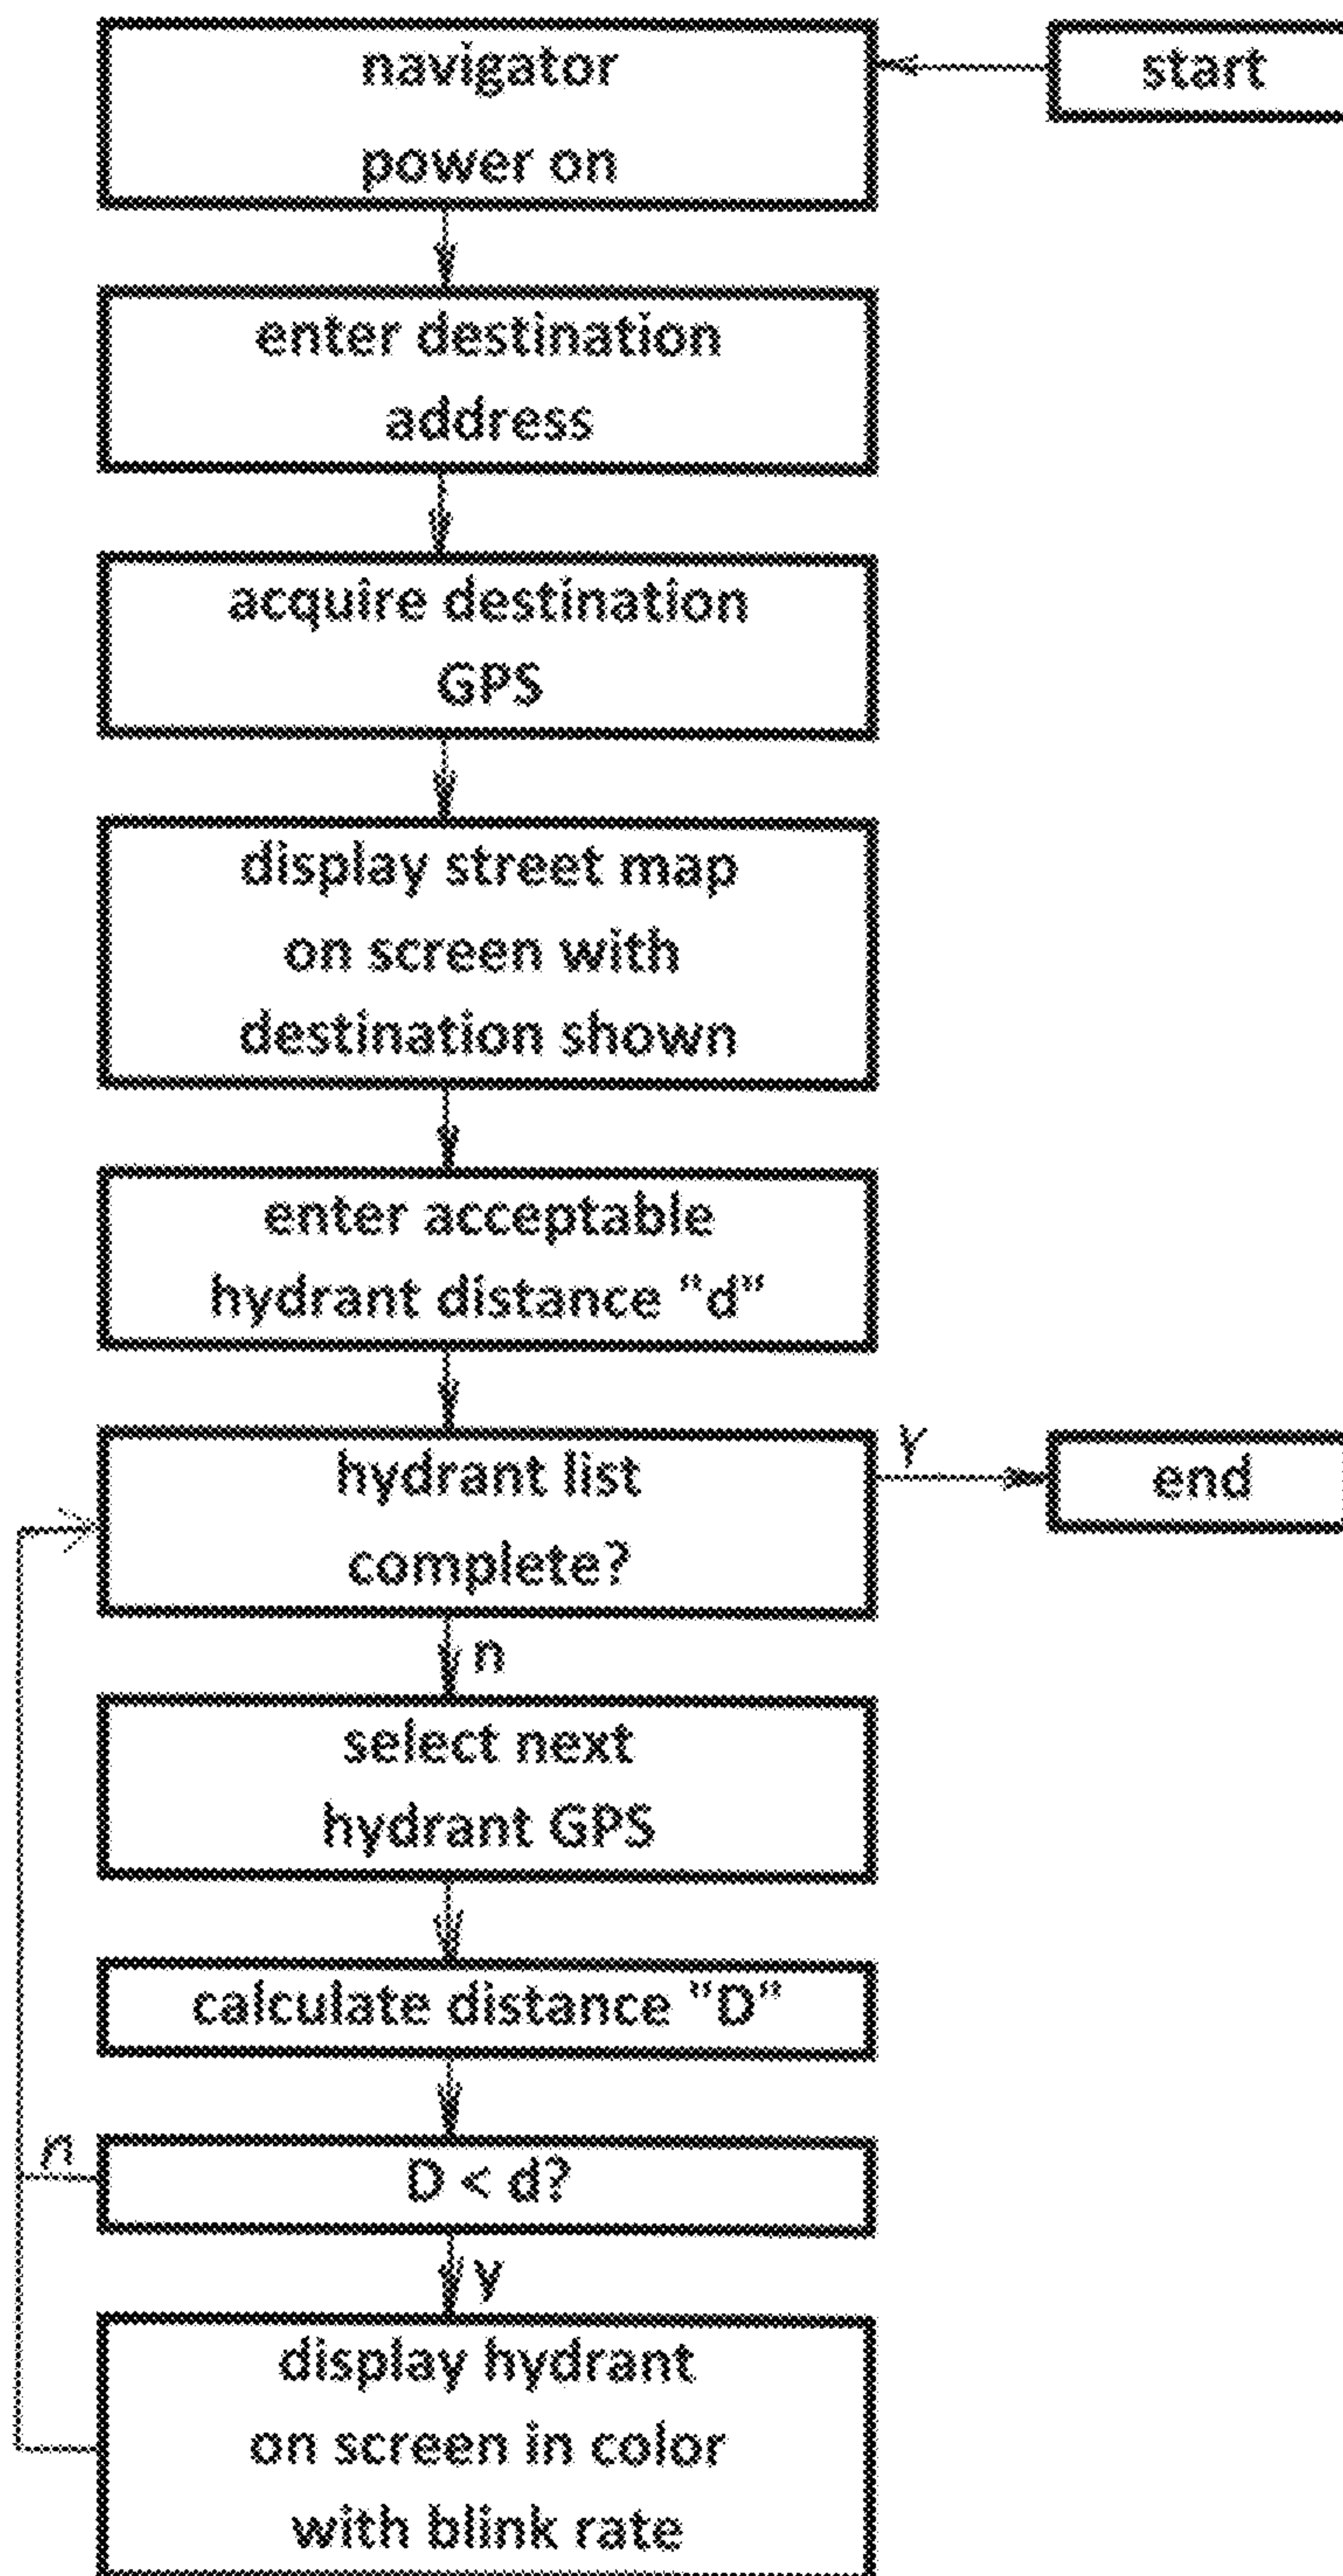 navigator
start
power on
enter destination
address
acquire destination
GPS
display street map
on screen with
destination shown
enter acceptable
hydrant distance "d"
hydrant list
Y
end
complete?
n
select next
hydrant GPS
calculate distance "D"
n
D < d?
y
display hydrant
on screen in color
with blink rate